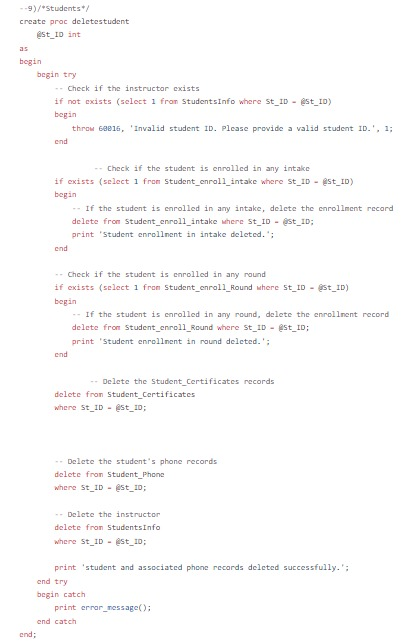 --9)/*Students*/
create proc deletestudent
@St_ID int
as
begin
begin try
-- Check if the instructor exists
if not exists (select 1 from StudentsInfo where St_ID = @St_ID)
begin
throw 60016, 'Invalid student ID. Please provide a valid student ID.', 1;
end
-- Check if the student is enrolled in any intake
if exists (select 1 from Student_enroll_intake where St_ID = @St_ID)
begin
-- If the student is enrolled in any intake, delete the enrollment record
delete from Student_enroll_intake where St_ID = @St_ID;
print 'Student enrollment in intake deleted.';
end
-- Check if the student is enrolled in any round
if exists (select 1 from Student_enroll_Round where St_ID = @St_ID)
begin
-- If the student is enrolled in any round, delete the enrollment record
delete from Student_enroll_Round where St_ID = @St_ID;
print 'Student enrollment in round deleted.';
end
-- Delete the Student_Certificates records
delete from Student_Certificates
where St_ID = @St_ID;
-- Delete the student's phone records
delete from Student_Phone
where St_ID = @St_ID;
-- Delete the instructor
delete from StudentsInfo
where St_ID = @St_ID;
print 'student and associated phone records deleted successfully.';
end try
begin catch
print error_message();
end catch
end;